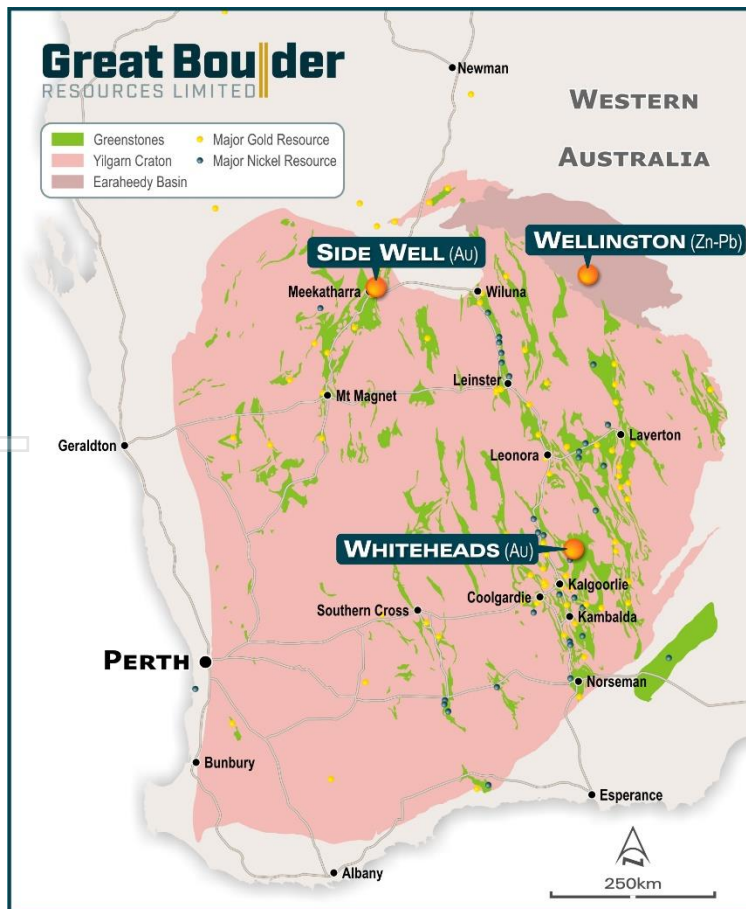 Great Boulder
RESOURCES LIMITED
Newman
WESTERN
AUSTRALIA
Greenstones
Major Gold Resource
Yilgarn Craton
Major Nickel Resource
Earaheedy Basin
SIDE WELL (Au)
WELLINGTON (Zn-Pb)
Meekatharra
Wiluna
Leinster
Mt Magnet
Geraldton
Laverton
Leonora
WHITEHEADS (Au)
Kalgoorlie
Coolgardie
Southern Cross
Kambalda
PERTH
Norseman
Bunbury
Esperance
Albany
250km